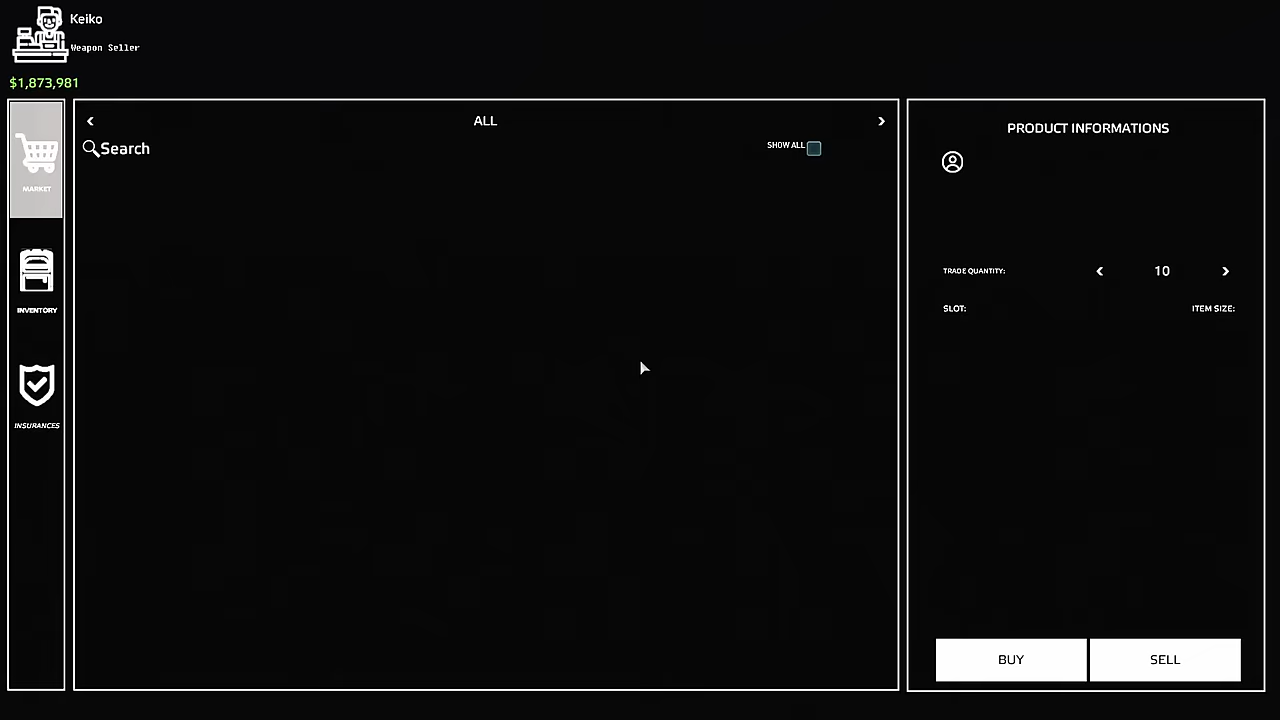 Keiko
Weapon Seller
$1,873,981
MARKET
INVENTORY
INSURANCES
ALL
Search
SHOW ALL
PRODUCT INFORMATIONS
TRADE QUANTITY:
10
SLOT:
ITEM SIZE:
BUY
SELL